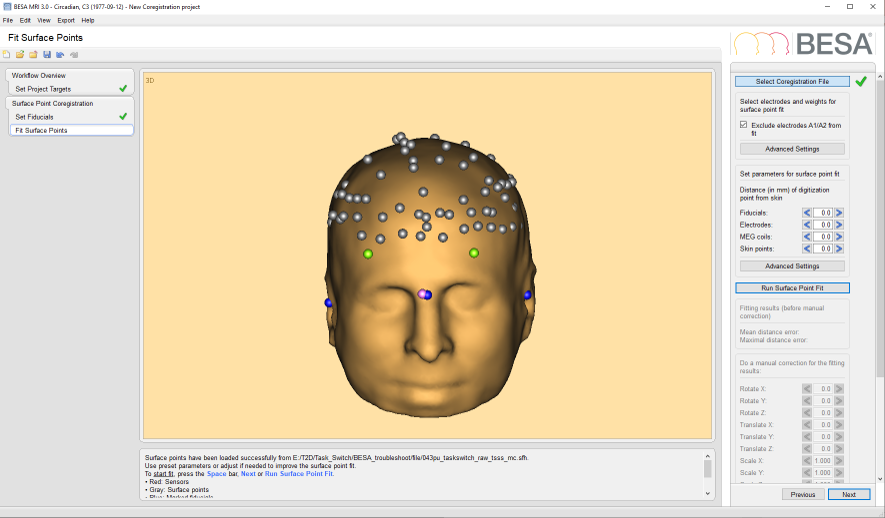 BESA MRI 3.0 - Circadian, C3 (1977-09-12) - New Coregistration project
File Edit View Export Help
Fit Surface Points
BESA®
Workflow Overview
Set Project Targets
Surface Point Coregistration
Set Fiducials
Fit Surface Points
3D
Surface points have been loaded successfully from E:/T2D/Task_Switch/BESA_troubleshoot/file/043pu_taskswitch_raw_tsss_mc.sfh.
Use preset parameters or adjust if needed to improve the surface point fit.
To start fit, press the Space bar, Next or Run Surface Point Fit.
• Red: Sensors
• Gray: Surface points
Select Coregistration File
Select electrodes and weights for
surface point fit
Exclude electrodes A1/A2 from
fit
Advanced Settings
Set parameters for surface point fit
Distance (in mm) of digitization
point from skin
Fiducials: 0.0
Electrodes: 0.0
MEG coils: 0.0
Skin points: 0.0
Advanced Settings
Run Surface Point Fit
Fitting results (before manual
correction)
Mean distance error:
Maximal distance error:
Do a manual correction for the fitting
results:
Rotate X: 0.0
Rotate Y: 0.0
Rotate Z: 0.0
Translate X: 0.0
Translate Y: 0.0
Translate Z: 0.0
Scale X: 1.000
Scale Y: 1.000
Previous Next